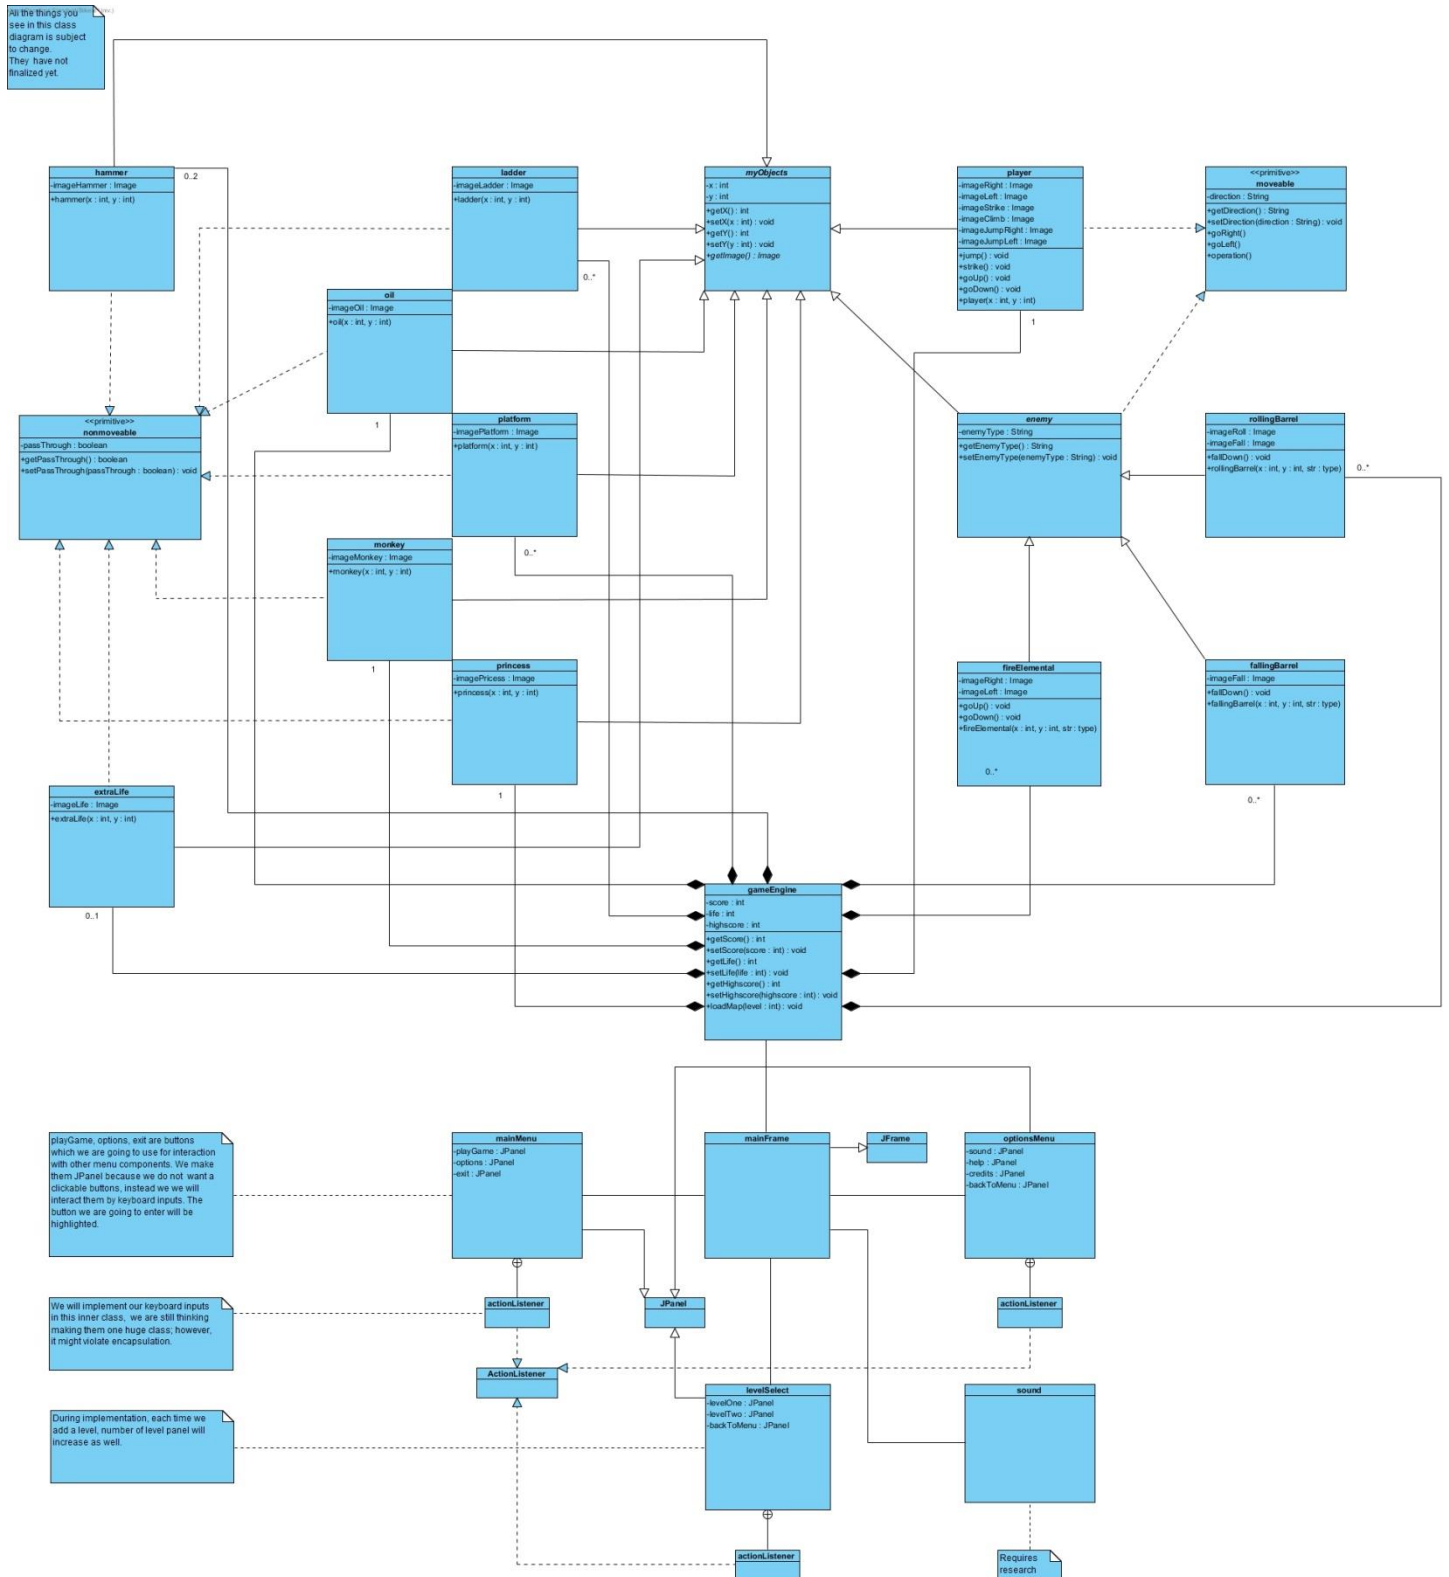 All the things you
see in this class
diagram is subject
to change.
They have not
finalized yet.
hammer
-imageHammer : Image
+hammer(x : int, y : int)
0..2
ladder
-imageLadder : Image
+ladder(x : int, y : int)
0..*
myObjects
-x : int
-y : int
+getX() : int
+setX(x : int) : void
+getY() : int
+setY(y : int) : void
+getImage() : Image
player
-imageRight : Image
-imageLeft : Image
-imageStrike : Image
-imageClimb : Image
-imageJumpRight : Image
-imageJumpLeft : Image
+jump() : void
+strike() : void
+goUp() : void
+goDown() : void
+player(x : int, y : int)
1
<<primitive>>
moveable
-direction : String
+getDirection() : String
+setDirection(direction : String) : void
+goRight()
+goLeft()
+operation()
oil
-imageOil : Image
+oil(x : int, y : int)
1
<<primitive>>
nonmoveable
-passThrough : boolean
+getPassThrough() : boolean
+setPassThrough(passThrough : boolean) : void
platform
-imagePlatform : Image
+platform(x : int, y : int)
0..*
enemy
-enemyType : String
+getEnemyType() : String
+setEnemyType(enemyType : String) : void
rollingBarrel
-imageRoll : Image
-imageFall : Image
+fallDown() : void
+rollingBarrel(x : int, y : int, str : type)
0..*
monkey
-imageMonkey : Image
+monkey(x : int, y : int)
1
princess
-imagePricess : Image
+princess(x : int, y : int)
1
fireElemental
-imageRight : Image
-imageLeft : Image
+goUp() : void
+goDown() : void
+fireElemental(x : int, y : int, str : type)
0..*
fallingBarrel
-imageFall : Image
+fallDown() : void
+fallingBarrel(x : int, y : int, str : type)
0..*
extraLife
-imageLife : Image
+extraLife(x : int, y : int)
0..1
gameEngine
-score : int
-life : int
-highscore : int
+getScore() : int
+setScore(score : int) : void
+getLife() : int
+setLife(life : int) : void
+getHighscore() : int
+setHighscore(highscore : int) : void
+loadMap(level : int) : void
playGame, options, exit are buttons
which we are going to use for interaction
with other menu components. We make
them JPanel because we do not want a
clickable buttons, instead we we will
interact them by keyboard inputs. The
button we are going to enter will be
highlighted.
mainMenu
-playGame : JPanel
-options : JPanel
-exit : JPanel
mainFrame
JFrame
optionsMenu
-sound : JPanel
-help : JPanel
-credits : JPanel
-backToMenu : JPanel
We will implement our keyboard inputs
in this inner class, we are still thinking
making them one huge class; however,
it might violate encapsulation.
actionListener
JPanel
actionListener
ActionListener
During implementation, each time we
add a level, number of level panel will
increase as well.
levelSelect
-levelOne : JPanel
-levelTwo : JPanel
-backToMenu : JPanel
sound
actionListener
Requires
research